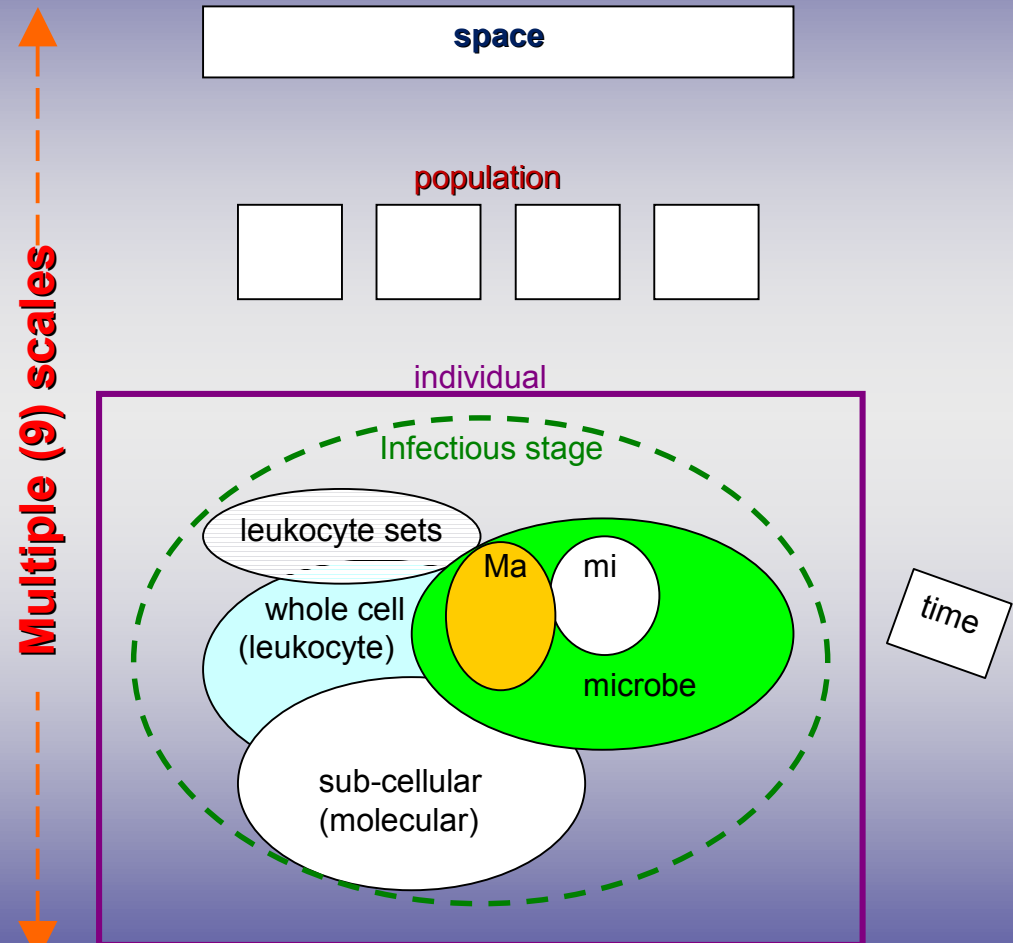 space
population
Multiple (9) scales
individual
Infectious stage
leukocyte sets
Ma
mi
whole cell
(leukocyte)
time
microbe
sub-cellular
(molecular)